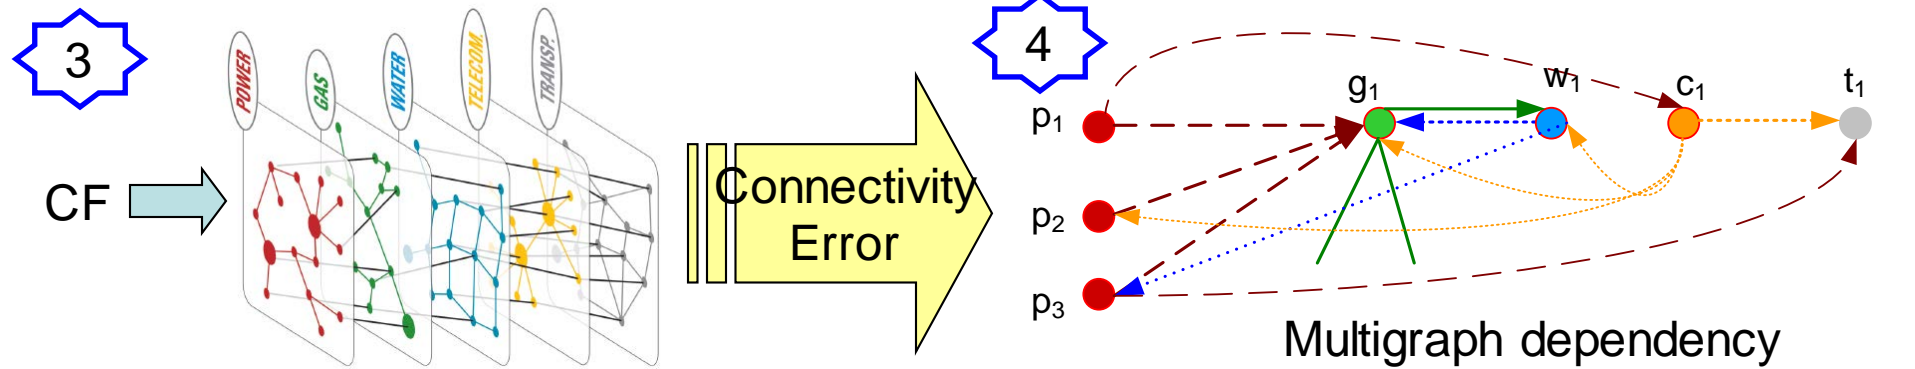 3
POWER
GAS
WATER
TELECOM.
TRANSP.
CF
Connectivity
Error
4
p₁
g₁
w₁
c₁
t₁
p₂
p₃
Multigraph dependency